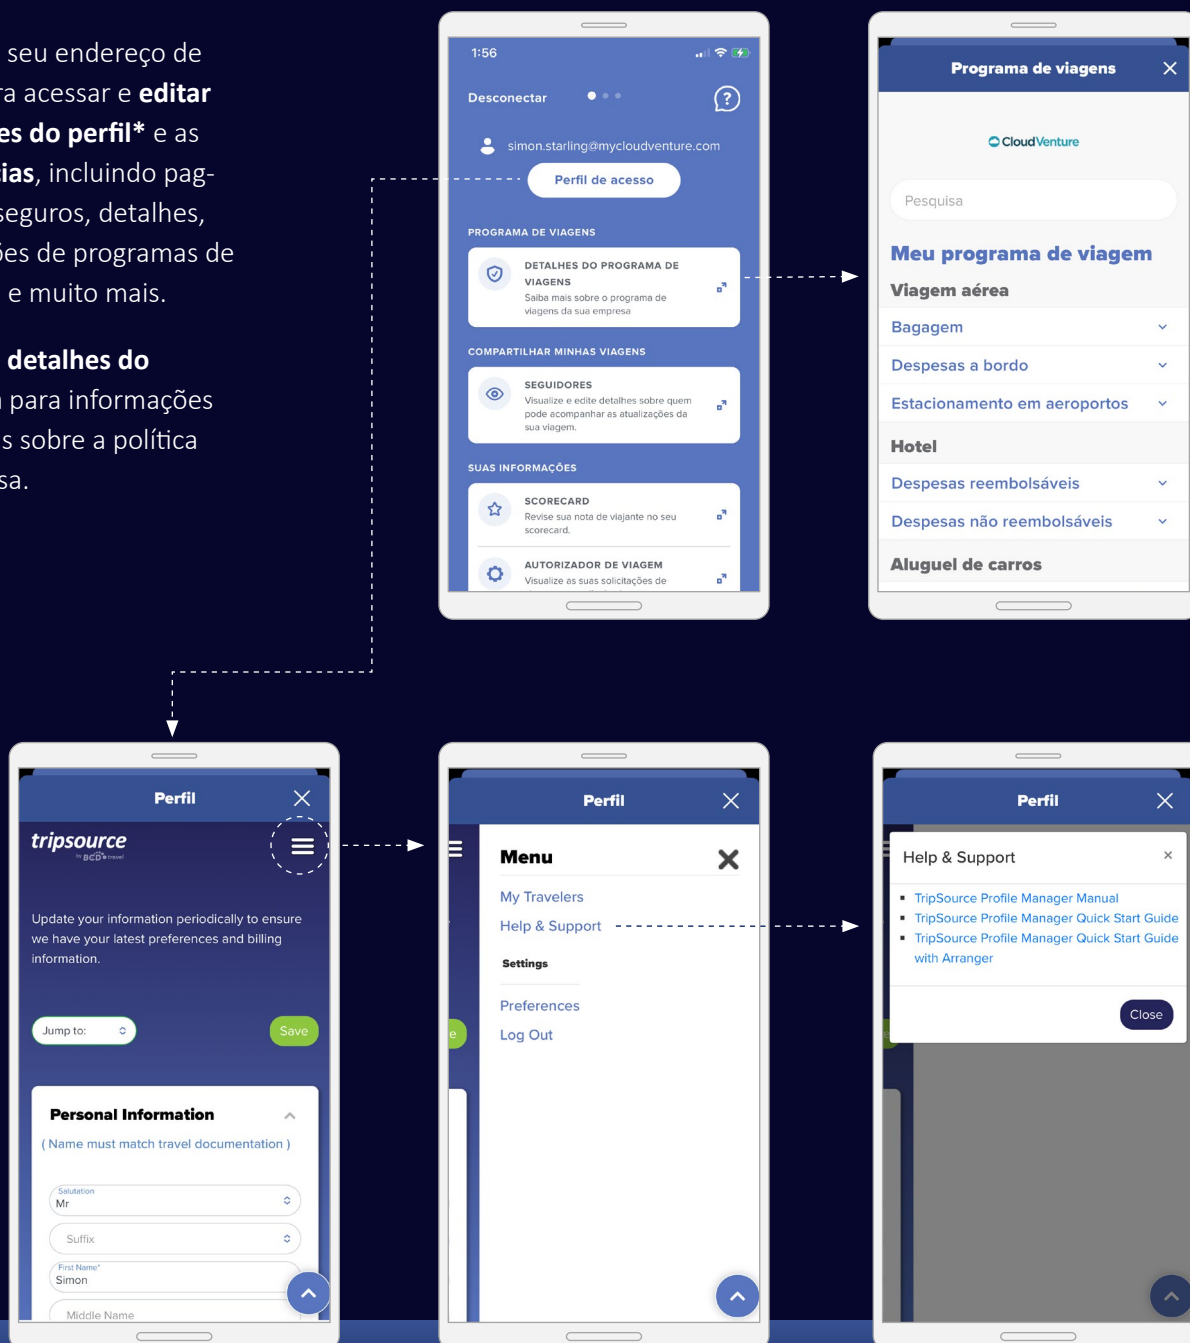 seu endereço de
ra acessar e editar
es do perfil* e as
cias, incluindo pag-
seguros, detalhes,
ões de programas de
e muito mais.
detalhes do
para informações
s sobre a política
sa.
1:56
Desconectar
simon.starling@mycloudventure.com
Perfil de acesso
PROGRAMA DE VIAGENS
DETALHES DO PROGRAMA DE
VIAGENS
Saiba mais sobre o programa de
viagens da sua empresa
COMPARTILHAR MINHAS VIAGENS
SEGUIDORES
Visualize e edite detalhes sobre quem
pode acompanhar as atualizações da
sua viagem.
SUAS INFORMAÇÕES
SCORECARD
Revise sua nota de viajante no seu
scorecard.
AUTORIZADOR DE VIAGEM
Visualize as suas solicitações de
Programa de viagens
CloudVenture
Pesquisa
Meu programa de viagem
Viagem aérea
Bagagem
Despesas a bordo
Estacionamento em aeroportos
Hotel
Despesas reembolsáveis
Despesas não reembolsáveis
Aluguel de carros
Perfil
tripsource
by BCD travel
Update your information periodically to ensure
we have your latest preferences and billing
information.
Jump to:
Save
Personal Information
( Name must match travel documentation )
Salutation
Mr
Suffix
First Name*
Simon
Middle Name
Perfil
Menu
My Travelers
Help & Support
Settings
Preferences
Log Out
e
Perfil
Help & Support
TripSource Profile Manager Manual
TripSource Profile Manager Quick Start Guide
TripSource Profile Manager Quick Start Guide
with Arranger
Close